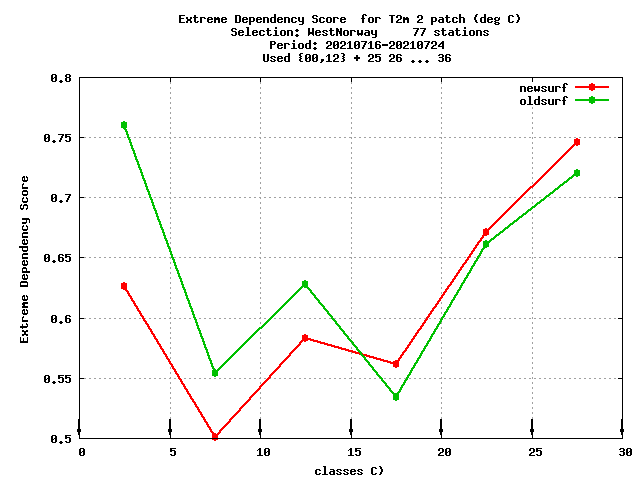 Extreme Dependency Score  for T2m 2 patch (deg C)
Selection: WestNorway     77 stations
Period: 20210716-20210724
Used {00,12} + 25 26 ... 36
newsurf
oldsurf
0.8
0.75
0.7
0.65
0.6
0.55
0.5
Extreme Dependency Score
0 5 10 15 20 25 30
classes C)